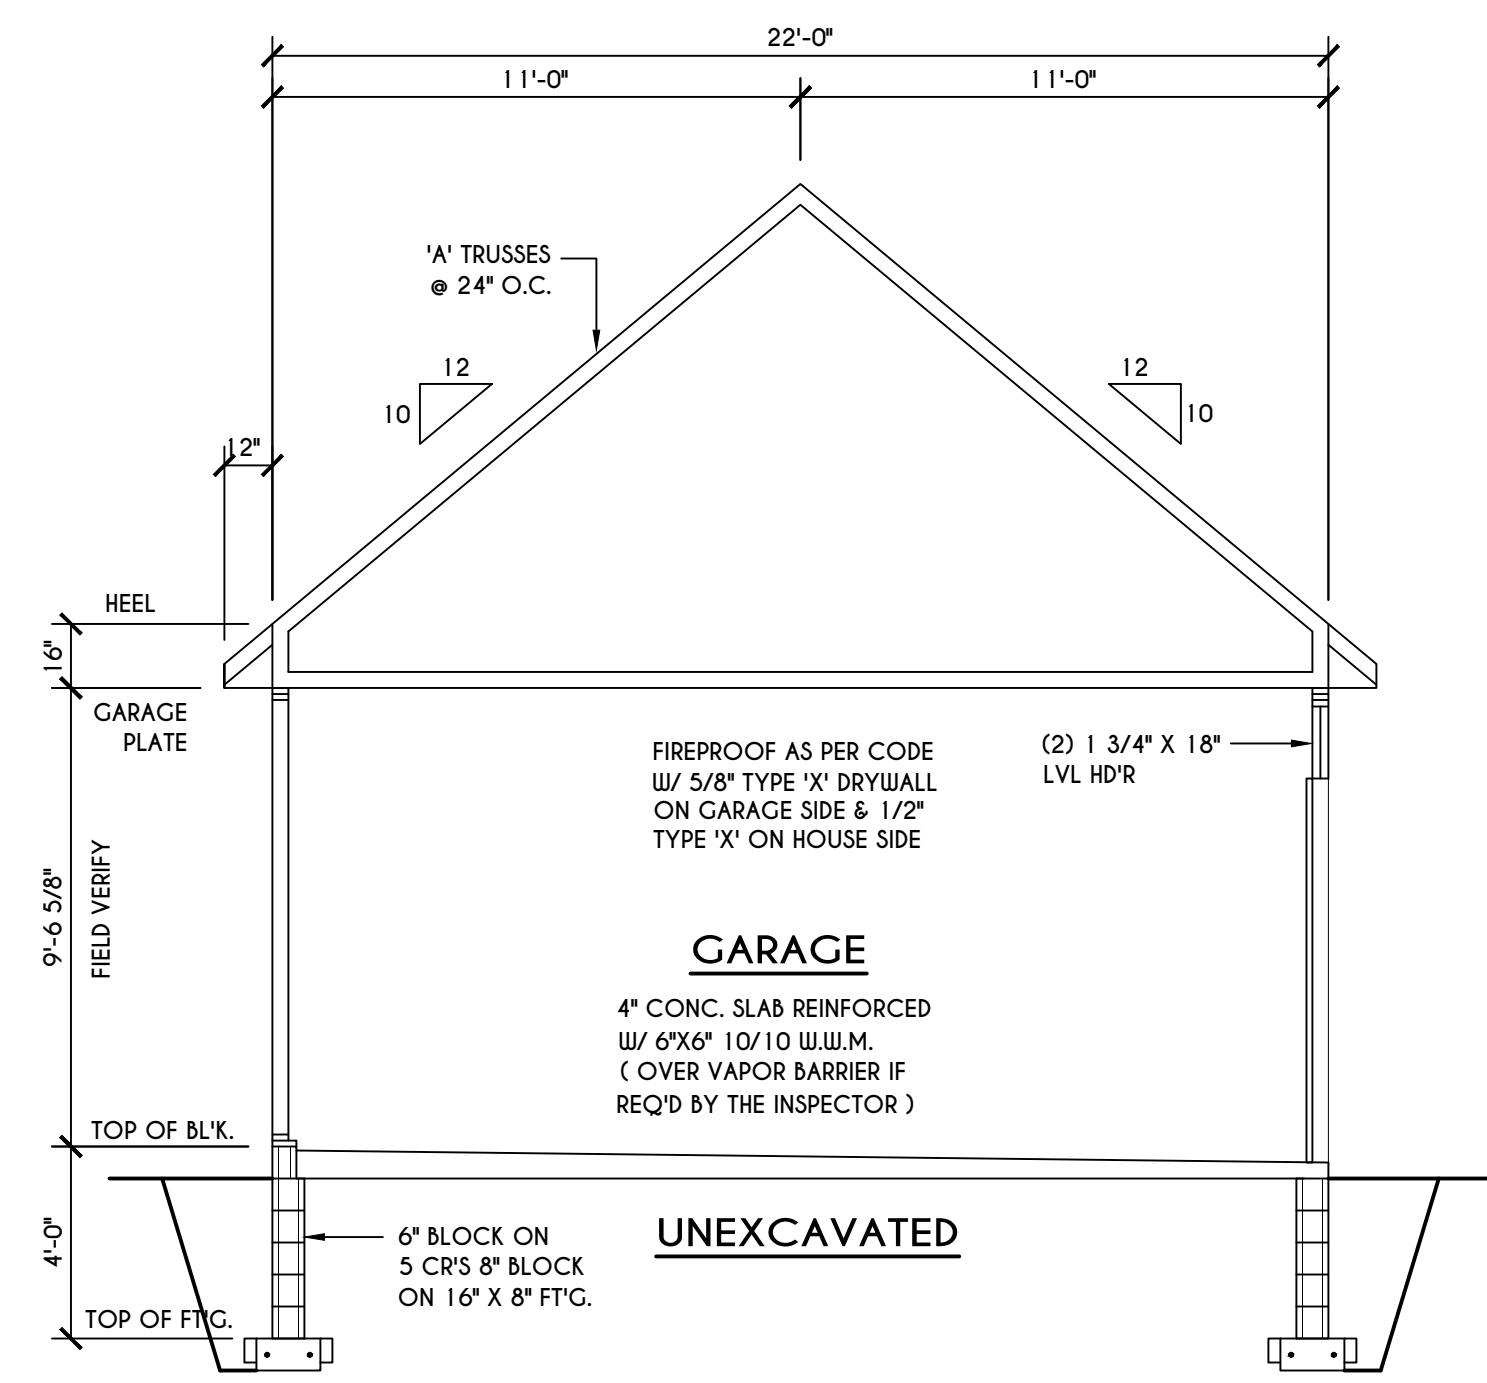 22'-0"
11'-0"
11'-0"
'A' TRUSSES
@ 24" O.C.
12
10
12
10
12"
HEEL
16"
GARAGE
PLATE
FIREPROOF AS PER CODE
W/ 5/8" TYPE 'X' DRYWALL
ON GARAGE SIDE & 1/2"
TYPE 'X' ON HOUSE SIDE
(2) 1 3/4" X 18"
LVL HD'R
9'-6 5/8"
FIELD VERIFY
GARAGE
4" CONC. SLAB REINFORCED
W/ 6"X6" 10/10 W.W.M.
( OVER VAPOR BARRIER IF
REQ'D BY THE INSPECTOR )
TOP OF BL'K.
4'-0"
6" BLOCK ON
5 CR'S 8" BLOCK
ON 16" X 8" FT'G.
UNEXCAVATED
TOP OF FT'G.